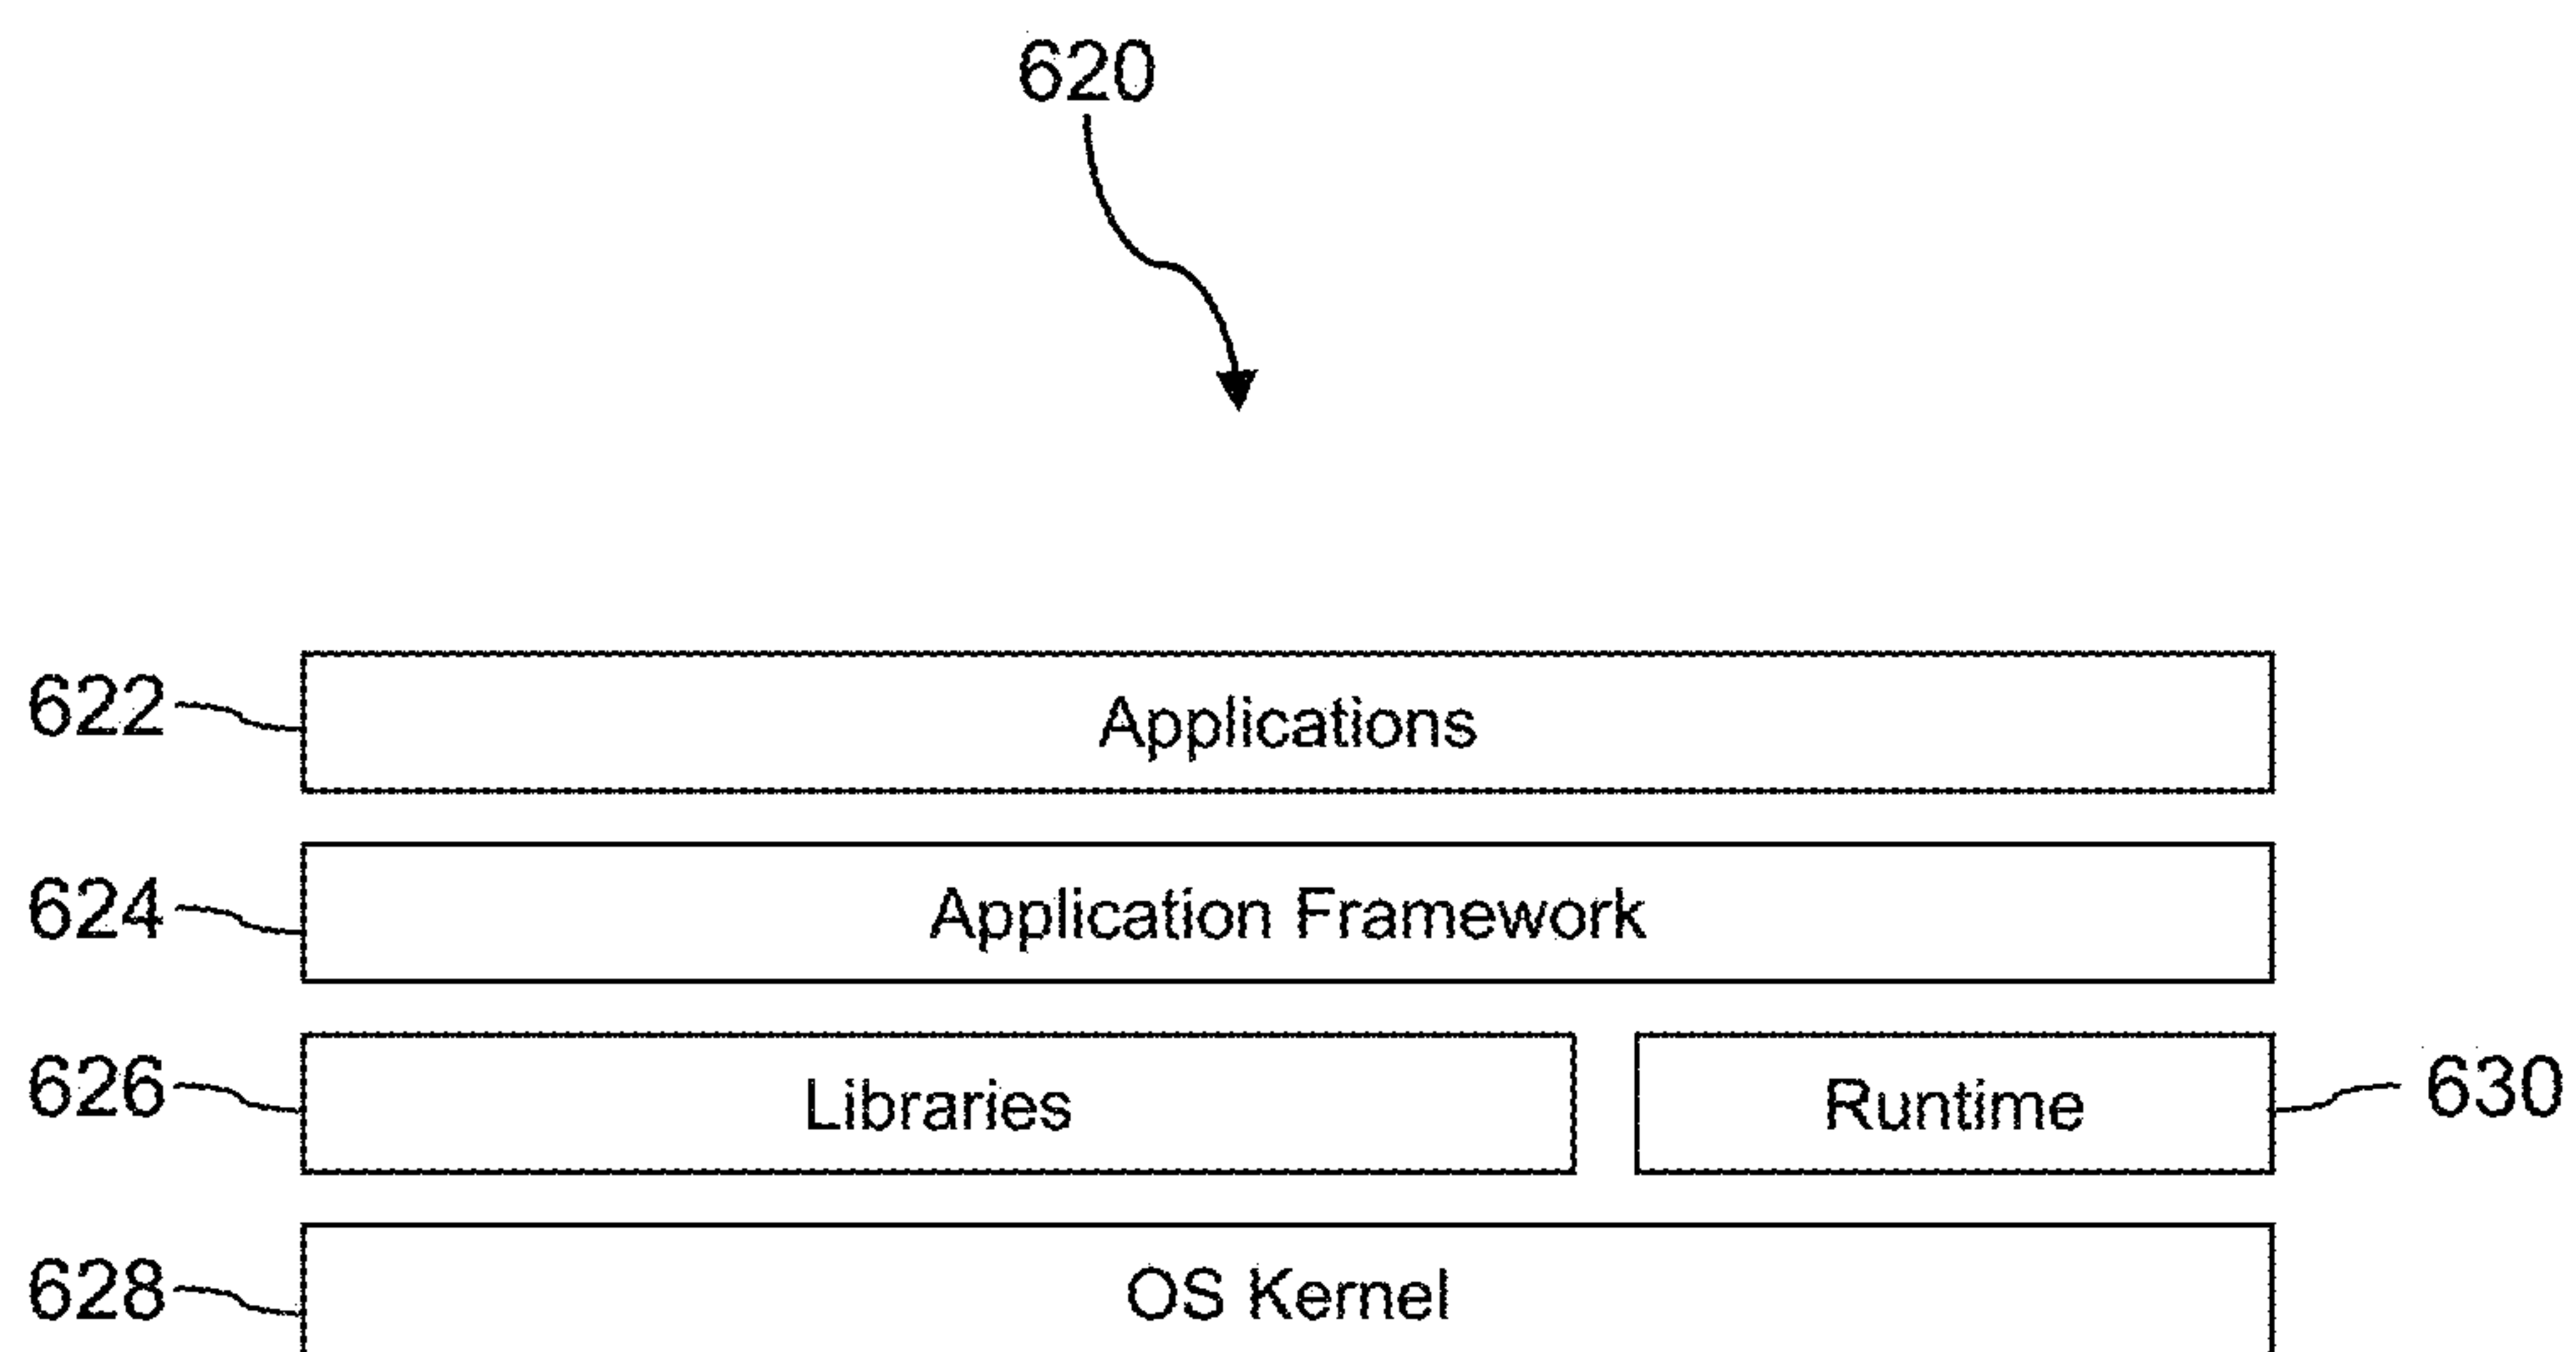 620
622 Applications
624 Application Framework
626 Libraries Runtime 630
628 OS Kernel